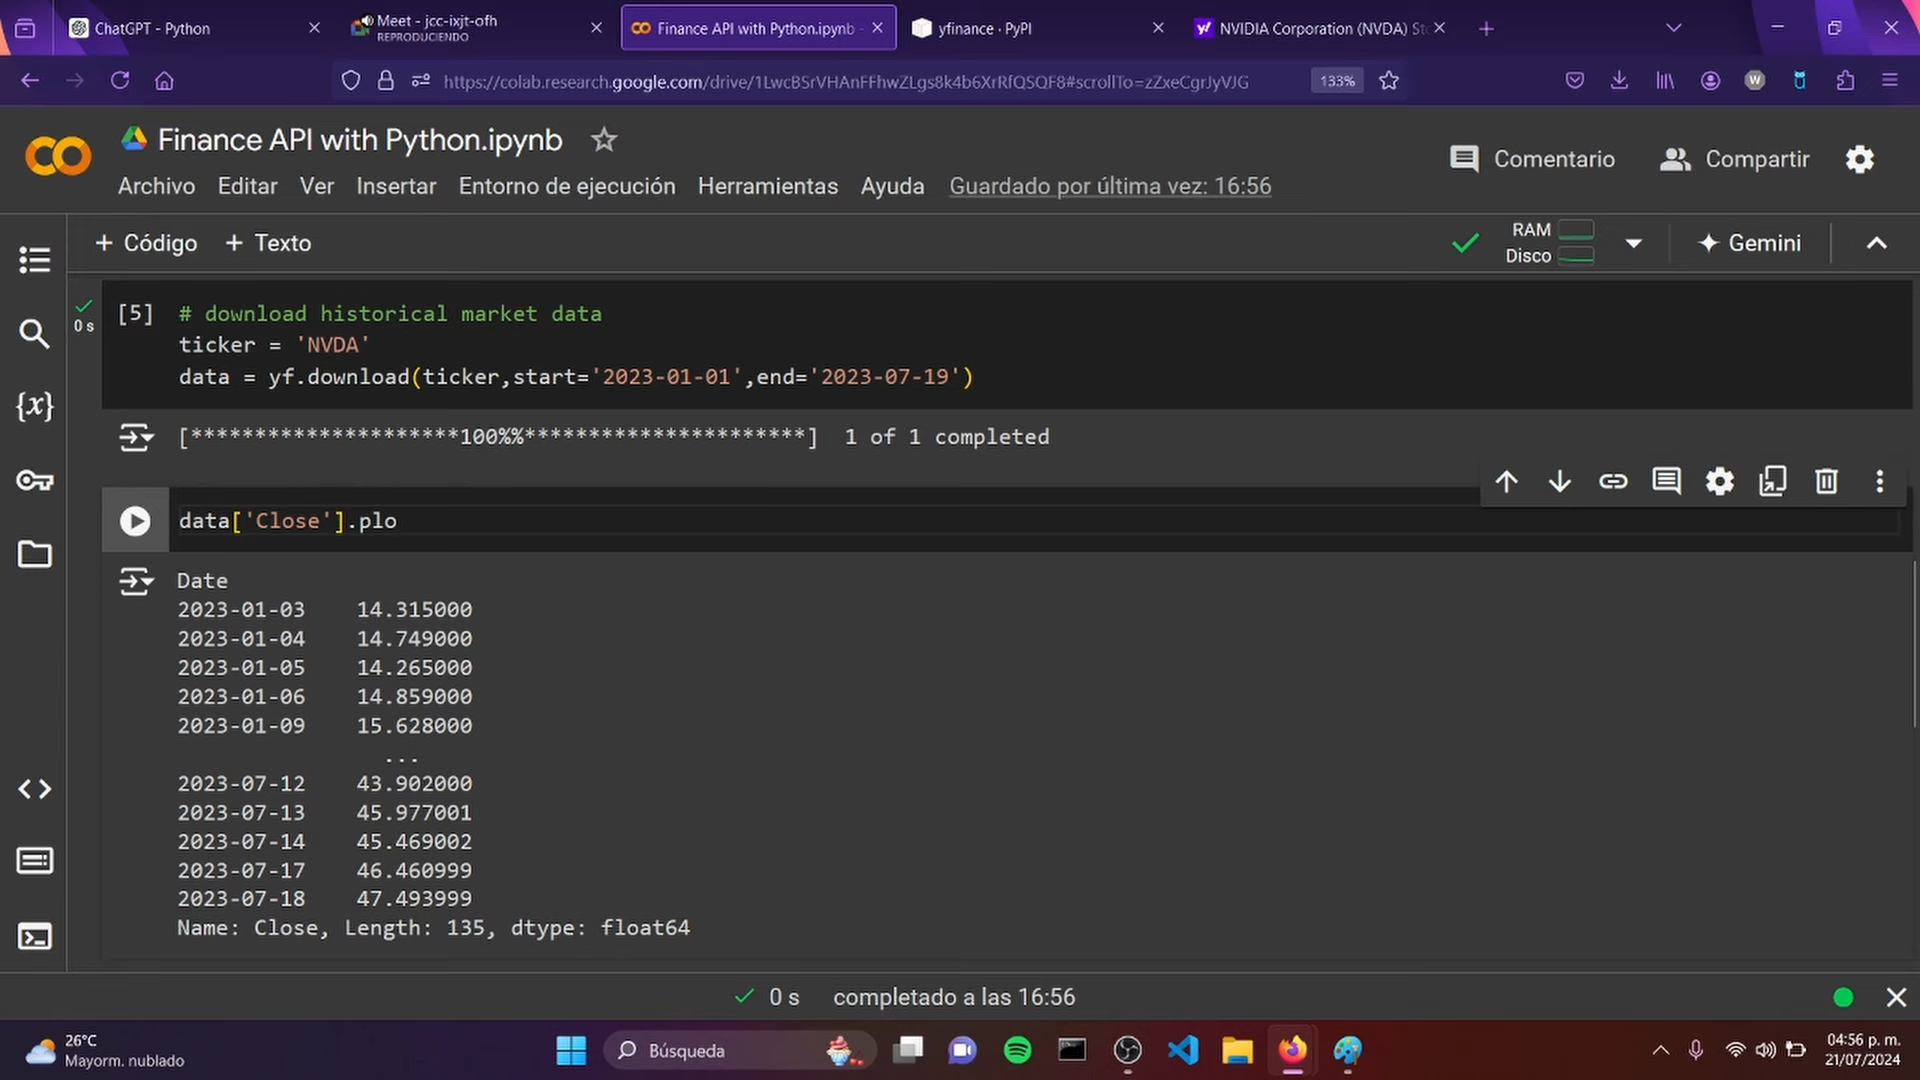 ChatGPT - Python
Meet - jcc-ixjt-ofh
REPRODUCIENDO
Finance API with Python.ipynb -
yfinance · PyPI
NVIDIA Corporation (NVDA) St
https://colab.research.google.com/drive/1LwcBSrVHAnFFhwZLgs8k4b6XrRfQSQF8#scrollTo=zZxeCgrJyVJG
133%
W
Finance API with Python.ipynb
Comentario
Compartir
Archivo Editar Ver Insertar Entorno de ejecución Herramientas Ayuda Guardado por última vez: 16:56
+ Código + Texto
RAM
Disco
Gemini
0 s
[5]
# download historical market data
ticker = 'NVDA'
data = yf.download(ticker,start='2023-01-01',end='2023-07-19')
[*********************100%%**********************] 1 of 1 completed
data['Close'].plo
Date
2023-01-03 14.315000
2023-01-04 14.749000
2023-01-05 14.265000
2023-01-06 14.859000
2023-01-09 15.628000
...
2023-07-12 43.902000
2023-07-13 45.977001
2023-07-14 45.469002
2023-07-17 46.460999
2023-07-18 47.493999
Name: Close, Length: 135, dtype: float64
0 s completado a las 16:56
26°C
Mayorm. nublado
Búsqueda
04:56 p. m.
21/07/2024